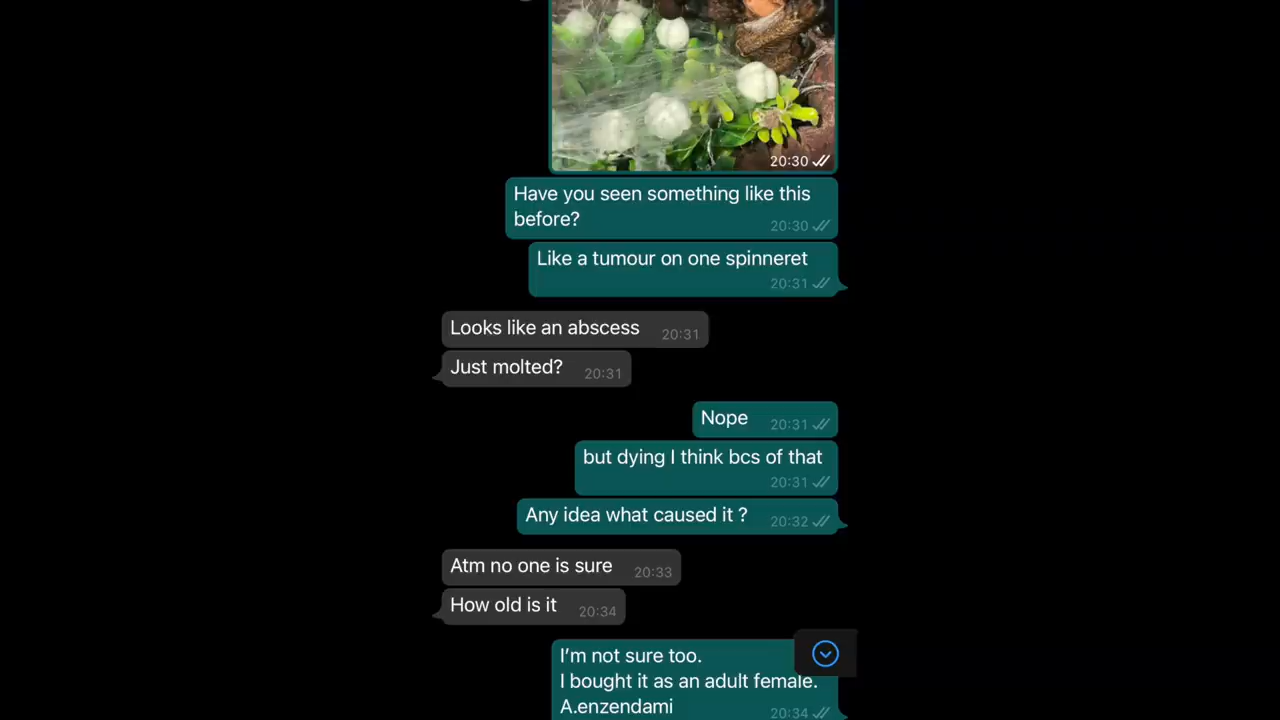 20:30
Have you seen something like this
before?
20:30
Like a tumour on one spinneret
20:31
Looks like an abscess 20:31
Just molted? 20:31
Nope 20:31
but dying I think bcs of that
20:31
Any idea what caused it ? 20:32
Atm no one is sure 20:33
How old is it 20:34
I’m not sure too.
I bought it as an adult female.
A.enzendami 20:34